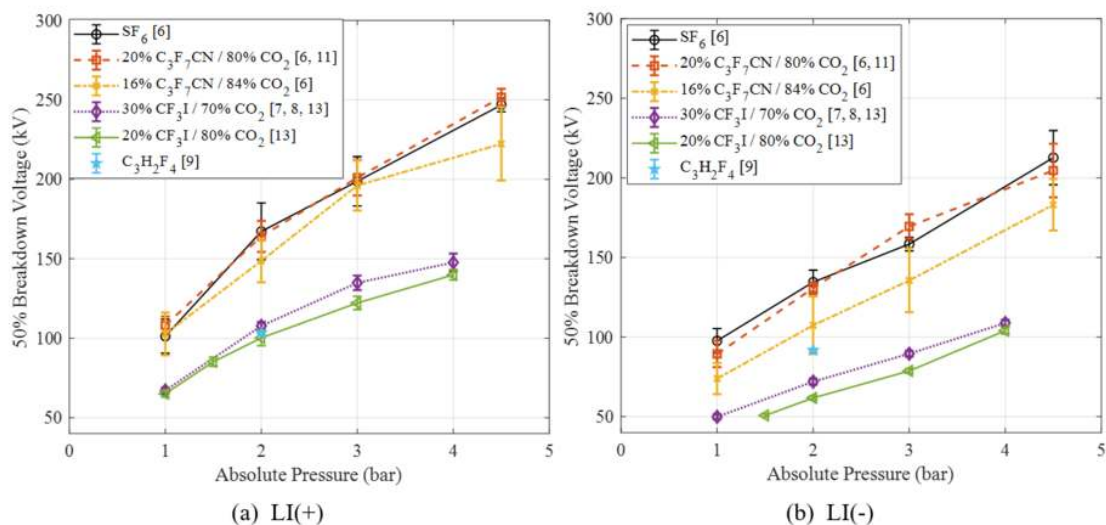 300
SF6 [6]
20% C3F7CN / 80% CO2 [6, 11]
16% C3F7CN / 84% CO2 [6]
30% CF3I / 70% CO2 [7, 8, 13]
20% CF3I / 80% CO2 [13]
C3H2F4 [9]
250
200
150
100
50
50% Breakdown Voltage (kV)
0 1 2 3 4 5
Absolute Pressure (bar)
(a) LI(+)
300
SF6 [6]
20% C3F7CN / 80% CO2 [6, 11]
16% C3F7CN / 84% CO2 [6]
30% CF3I / 70% CO2 [7, 8, 13]
20% CF3I / 80% CO2 [13]
C3H2F4 [9]
250
200
150
100
50
50% Breakdown Voltage (kV)
0 1 2 3 4 5
Absolute Pressure (bar)
(b) LI(-)